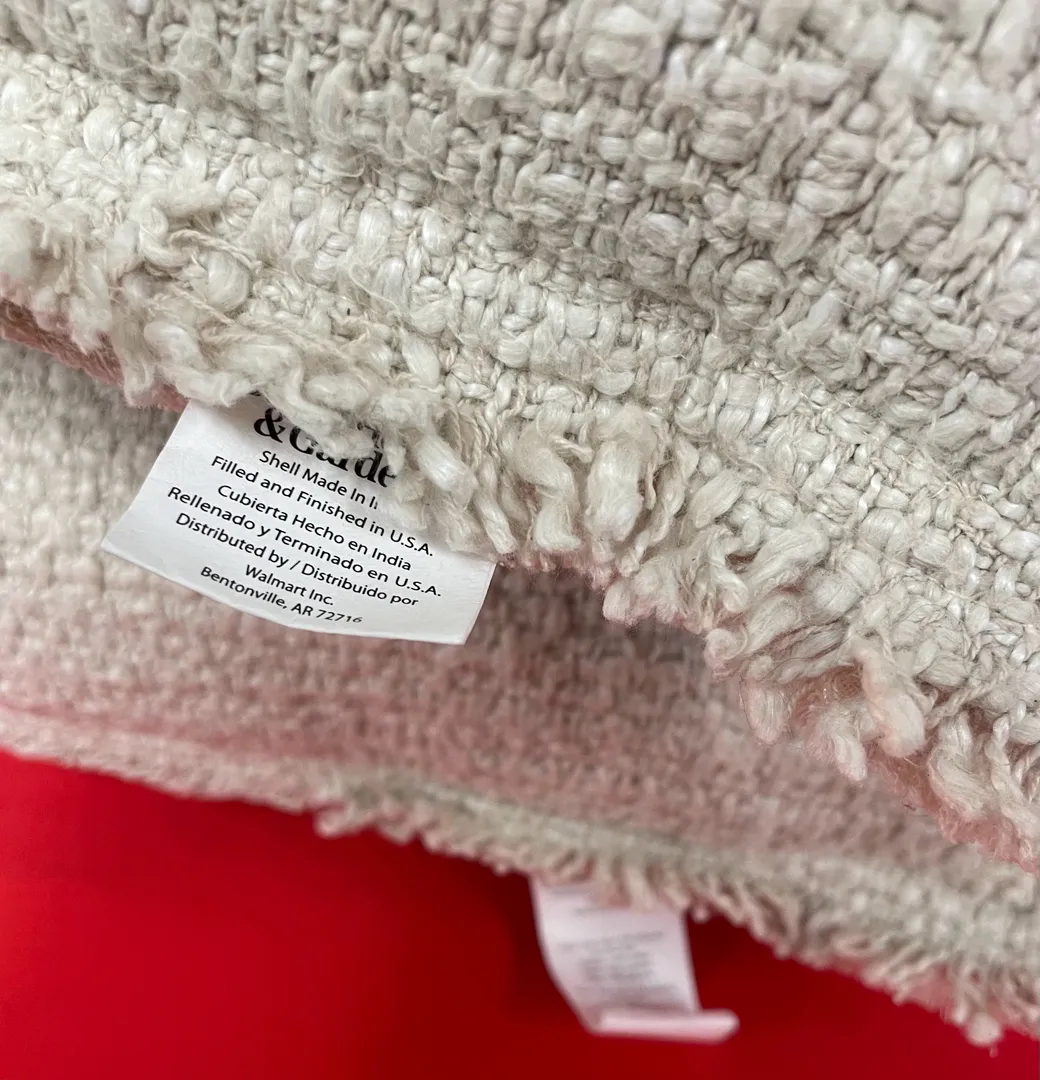 & Garde
Shell Made In I
Filled and Finished in U.S.A.
Cubierta Hecho en India
Rellenado y Terminado en U.S.A.
Distributed by / Distribuido por
Walmart Inc.
Bentonville, AR 72716